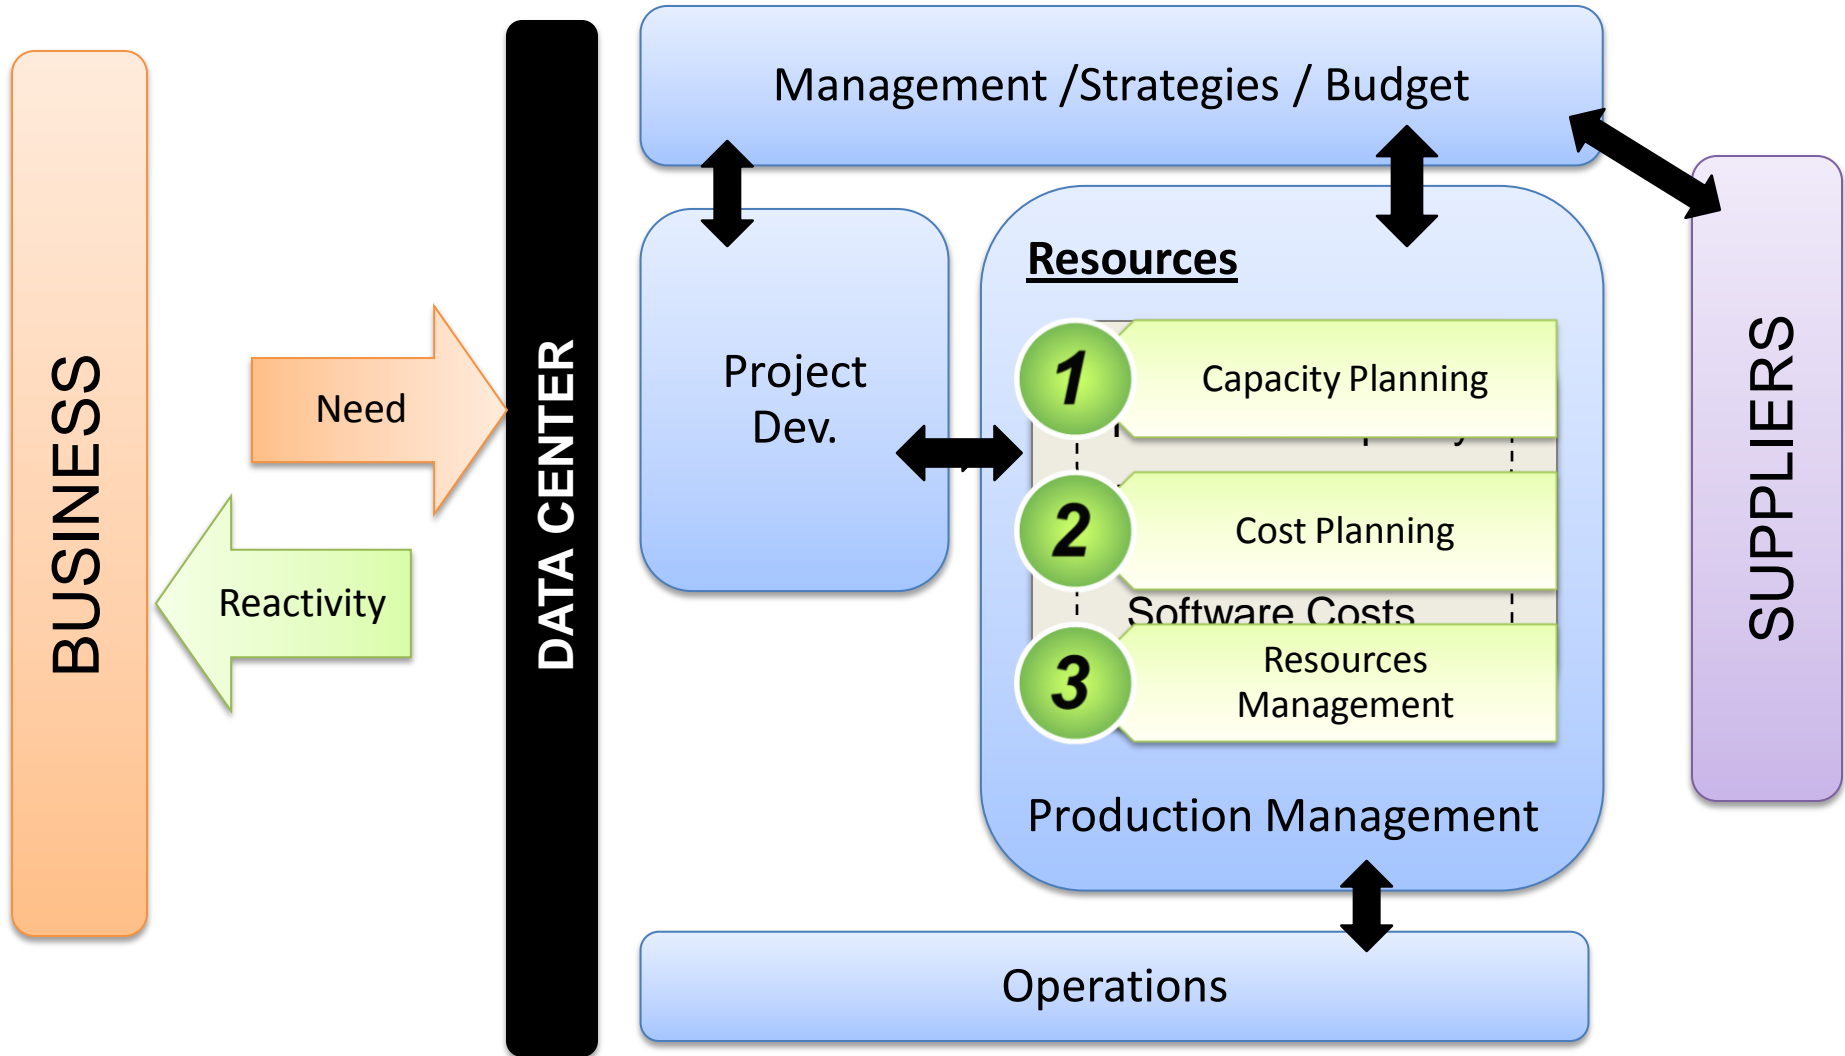 BUSINESS
Need
Reactivity
DATA CENTER
Management /Strategies / Budget
Project
Dev.
Resources
1
Capacity Planning
2
Cost Planning
Software Costs
3
Resources
Management
Production Management
Operations
SUPPLIERS